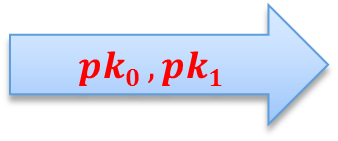 pk₀ , pk₁